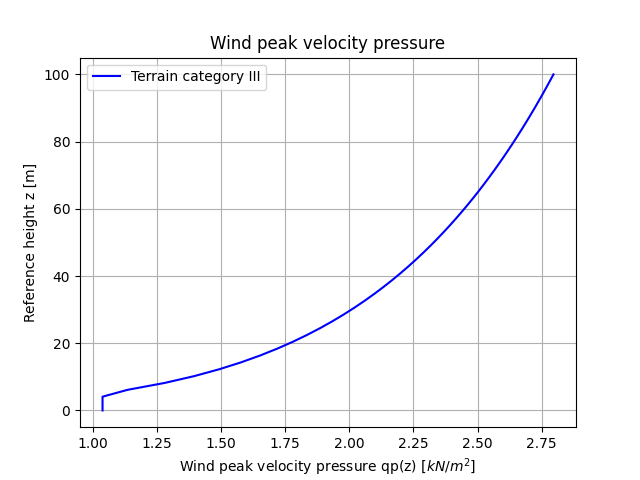 Wind peak velocity pressure
Terrain category III
Reference height z [m]
100
80
60
40
20
0
1.00 1.25 1.50 1.75 2.00 2.25 2.50 2.75
Wind peak velocity pressure qp(z) [kN/m²]